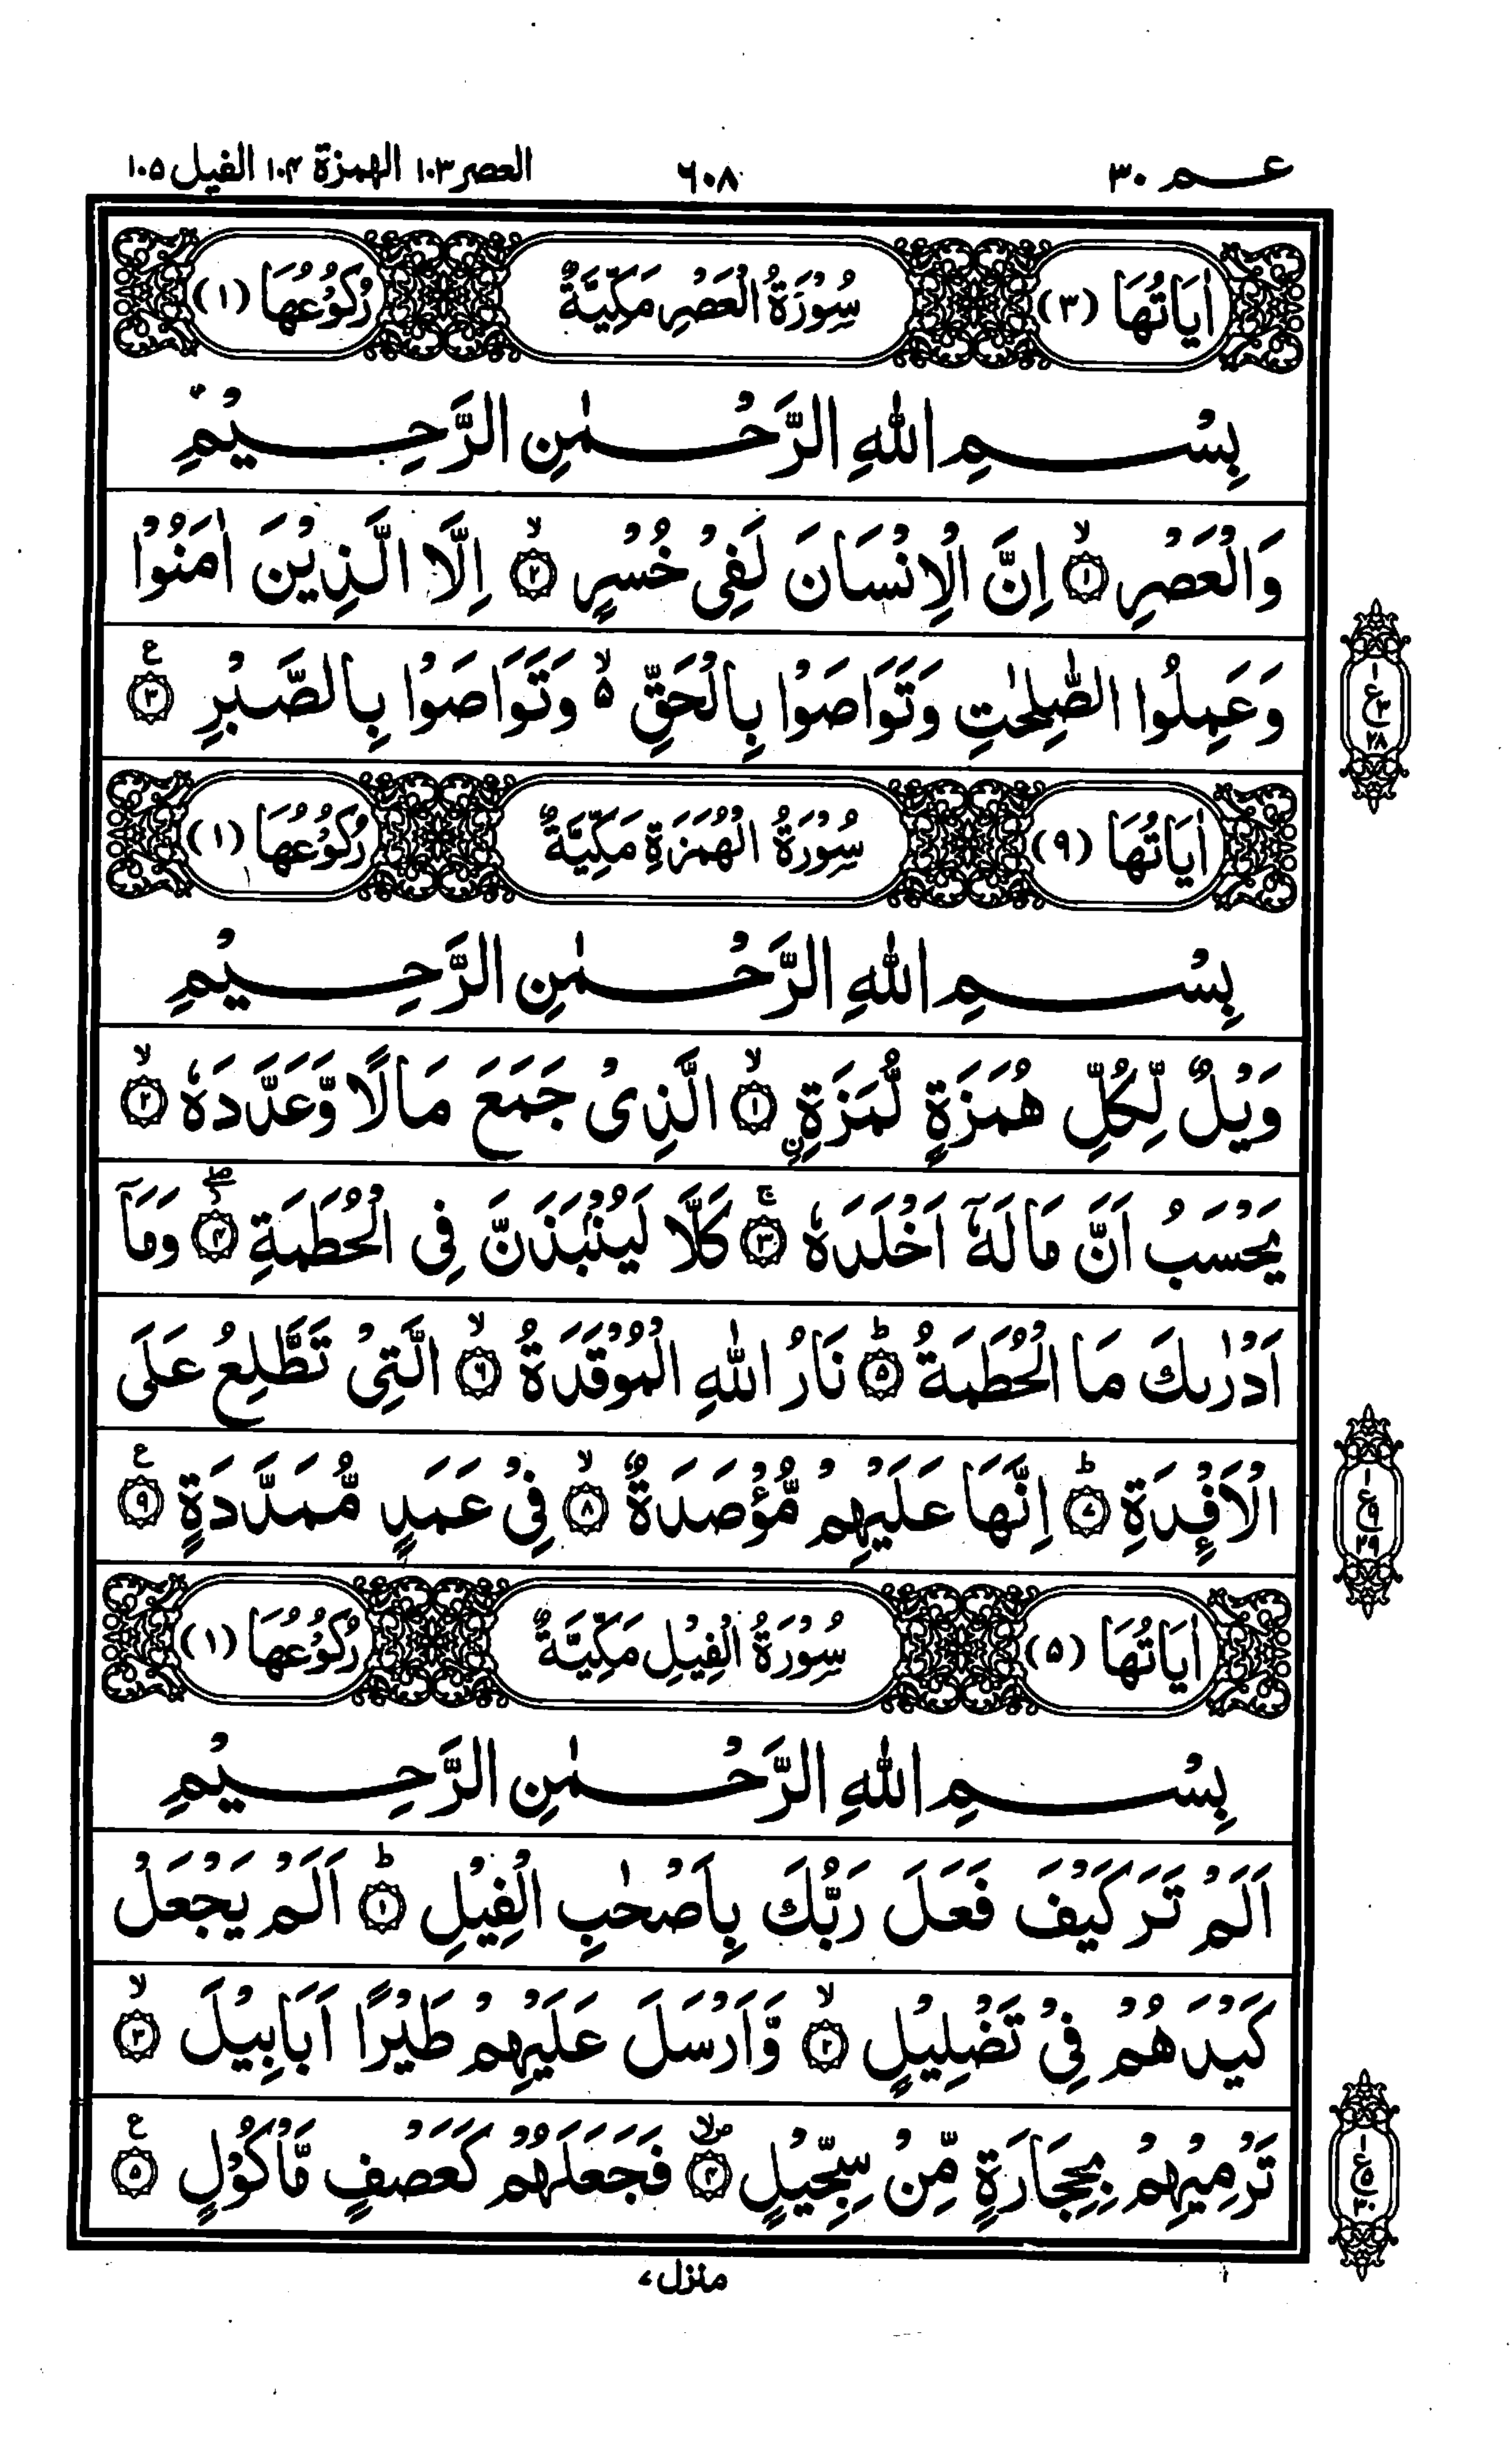 عم ٣٠
٦٠٨
العصر ١٠٣ الهمزة ١٠٤ الفيل ١٠٥
اٰيَاتُهَا (٣) سُوْرَةُ الْعَصْرِ مَكِّيَّةٌ رُكُوْعُهَا (١)
بِسْمِ اللّٰهِ الرَّحْمٰنِ الرَّحِيْمِ
وَالْعَصْرِ ۙ﴿١﴾ اِنَّ الْاِنْسَانَ لَفِيْ خُسْرٍ ۙ﴿٢﴾ اِلَّا الَّذِيْنَ اٰمَنُوْا
وَعَمِلُوا الصّٰلِحٰتِ وَتَوَاصَوْا بِالْحَقِّ ۙ۵ وَتَوَاصَوْا بِالصَّبْرِ ﴿٣﴾ ع
ع ١ ٣ ٢٨
اٰيَاتُهَا (٩) سُوْرَةُ الْهُمَزَةِ مَكِّيَّةٌ رُكُوْعُهَا (١)
بِسْمِ اللّٰهِ الرَّحْمٰنِ الرَّحِيْمِ
وَيْلٌ لِّكُلِّ هُمَزَةٍ لُّمَزَةِ ۙ﴿١﴾ ن الَّذِىْ جَمَعَ مَالًا وَّعَدَّدَهٗ ۙ﴿٢﴾
يَحْسَبُ اَنَّ مَالَهٗۤ اَخْلَدَهٗ ۚ﴿٣﴾ كَلَّا لَيُنْۢبَذَنَّ فِى الْحُطَمَةِ ۖ﴿٤﴾ وَمَاۤ
اَدْرٰىكَ مَا الْحُطَمَةُ ؕ﴿٥﴾ نَارُ اللّٰهِ الْمُوْقَدَةُ ۙ﴿٦﴾ الَّتِىْ تَطَّلِعُ عَلَى
الْاَفْـِٕدَةِ ؕ﴿٧﴾ اِنَّهَا عَلَيْهِمْ مُّؤْصَدَةٌ ۙ﴿٨﴾ فِىْ عَمَدٍ مُّمَدَّدَةٍ ﴿٩﴾ ع
ع ١ ٩ ٢٩
اٰيَاتُهَا (٥) سُوْرَةُ الْفِيْلِ مَكِّيَّةٌ رُكُوْعُهَا (١)
بِسْمِ اللّٰهِ الرَّحْمٰنِ الرَّحِيْمِ
اَلَمْ تَرَ كَيْفَ فَعَلَ رَبُّكَ بِاَصْحٰبِ الْفِيْلِ ؕ﴿١﴾ اَلَمْ يَجْعَلْ
كَيْدَهُمْ فِىْ تَضْلِيْلٍ ۙ﴿٢﴾ وَّاَرْسَلَ عَلَيْهِمْ طَيْرًا اَبَابِيْلَ ۙ﴿٣﴾
تَرْمِيْهِمْ بِحِجَارَةٍ مِّنْ سِجِّيْلٍ ۪ۙ﴿٤﴾ فَجَعَلَهُمْ كَعَصْفٍ مَّاْكُوْلٍ ﴿٥﴾ ع
ع ١ ٥ ٣٠
منزل ٧